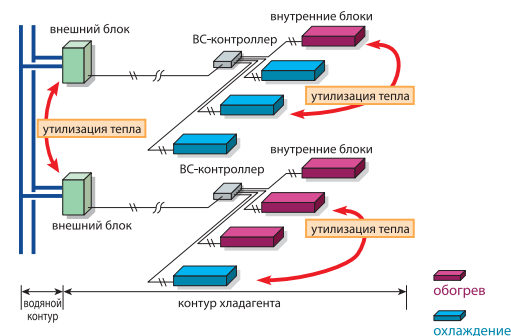 внутренние блоки
внешний блок
ВС-контроллер
утилизация тепла
утилизация тепла
внутренние блоки
ВС-контроллер
внешний блок
утилизация тепла
обогрев
водяной
контур
контур хладагента
охлаждение